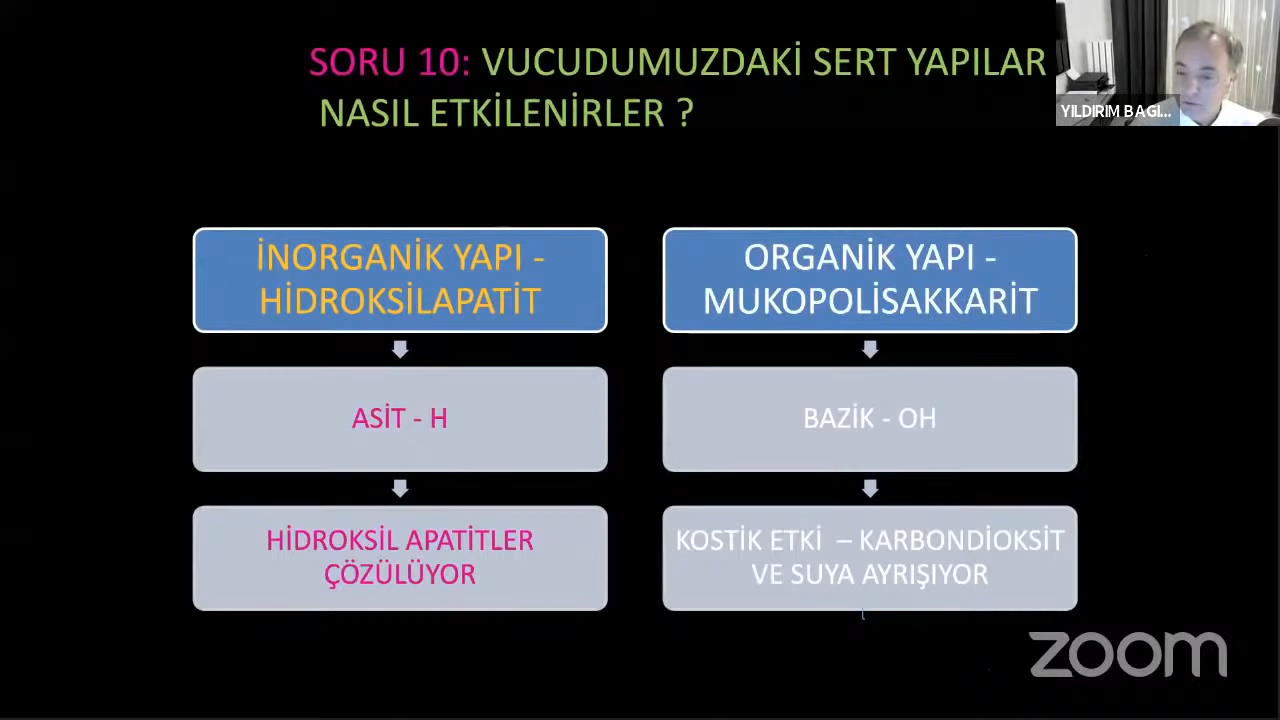 SORU 10: VUCUDUMUZDAKİ SERT YAPILAR
NASIL ETKİLENİRLER ?
YILDIRIM BAGI...
İNORGANİK YAPI -
HİDROKSİLAPATİT
ORGANİK YAPI -
MUKOPOLİSAKKARİT
ASİT - H
BAZİK - OH
HİDROKSİL APATİTLER
ÇÖZÜLÜYOR
KOSTİK ETKİ – KARBONDİOKSİT
VE SUYA AYRIŞIYOR
zoom